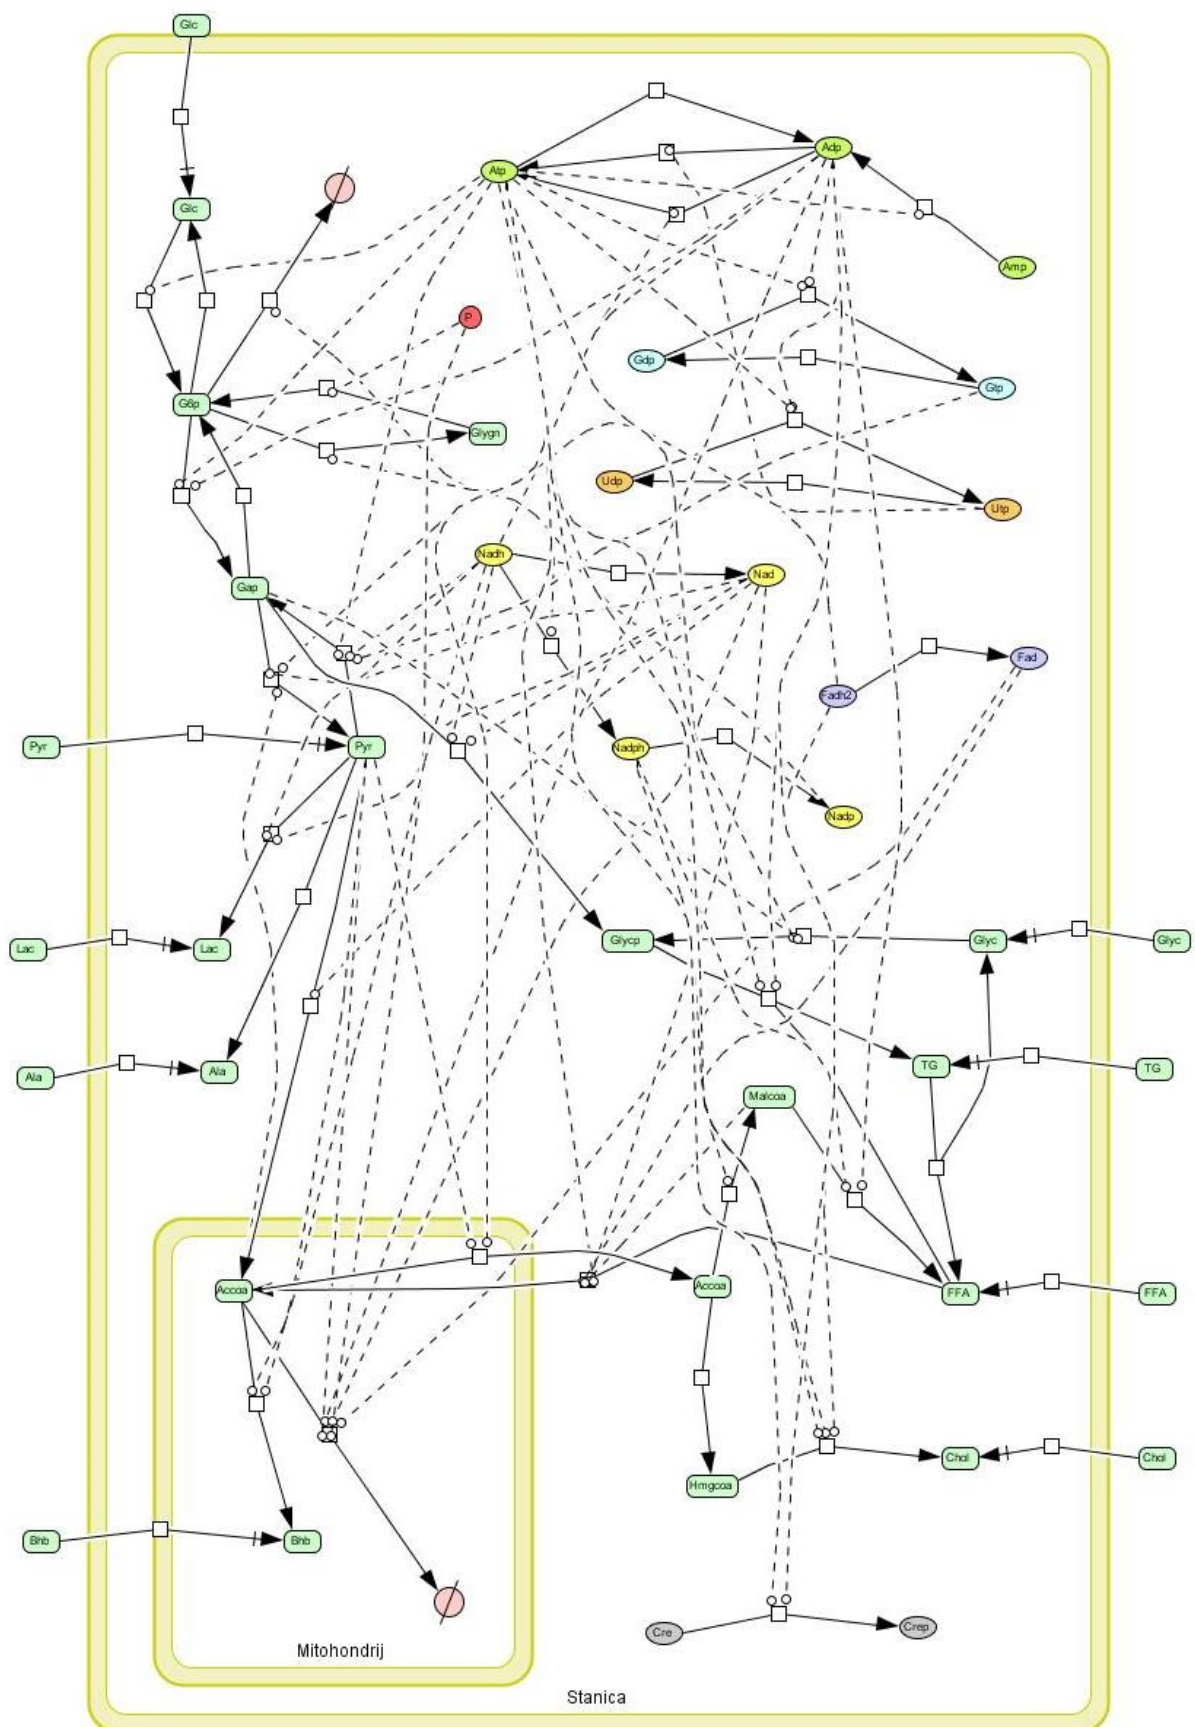 Glc
Atp
Adp
Glc
Amp
P
Gdp
Gtp
G6p
Glygn
Udp
Utp
Nadh
Nad
Gap
Fad
Fadh2
Pyr
Pyr
Nadph
Nadp
Lac
Lac
Glycp
Glyc
Glyc
Ala
Ala
TG
TG
Malcoa
Accoa
Accoa
FFA
FFA
Chol
Chol
Hmgcoa
Bhb
Bhb
Cre
Crep
Mitohondrij
Stanica